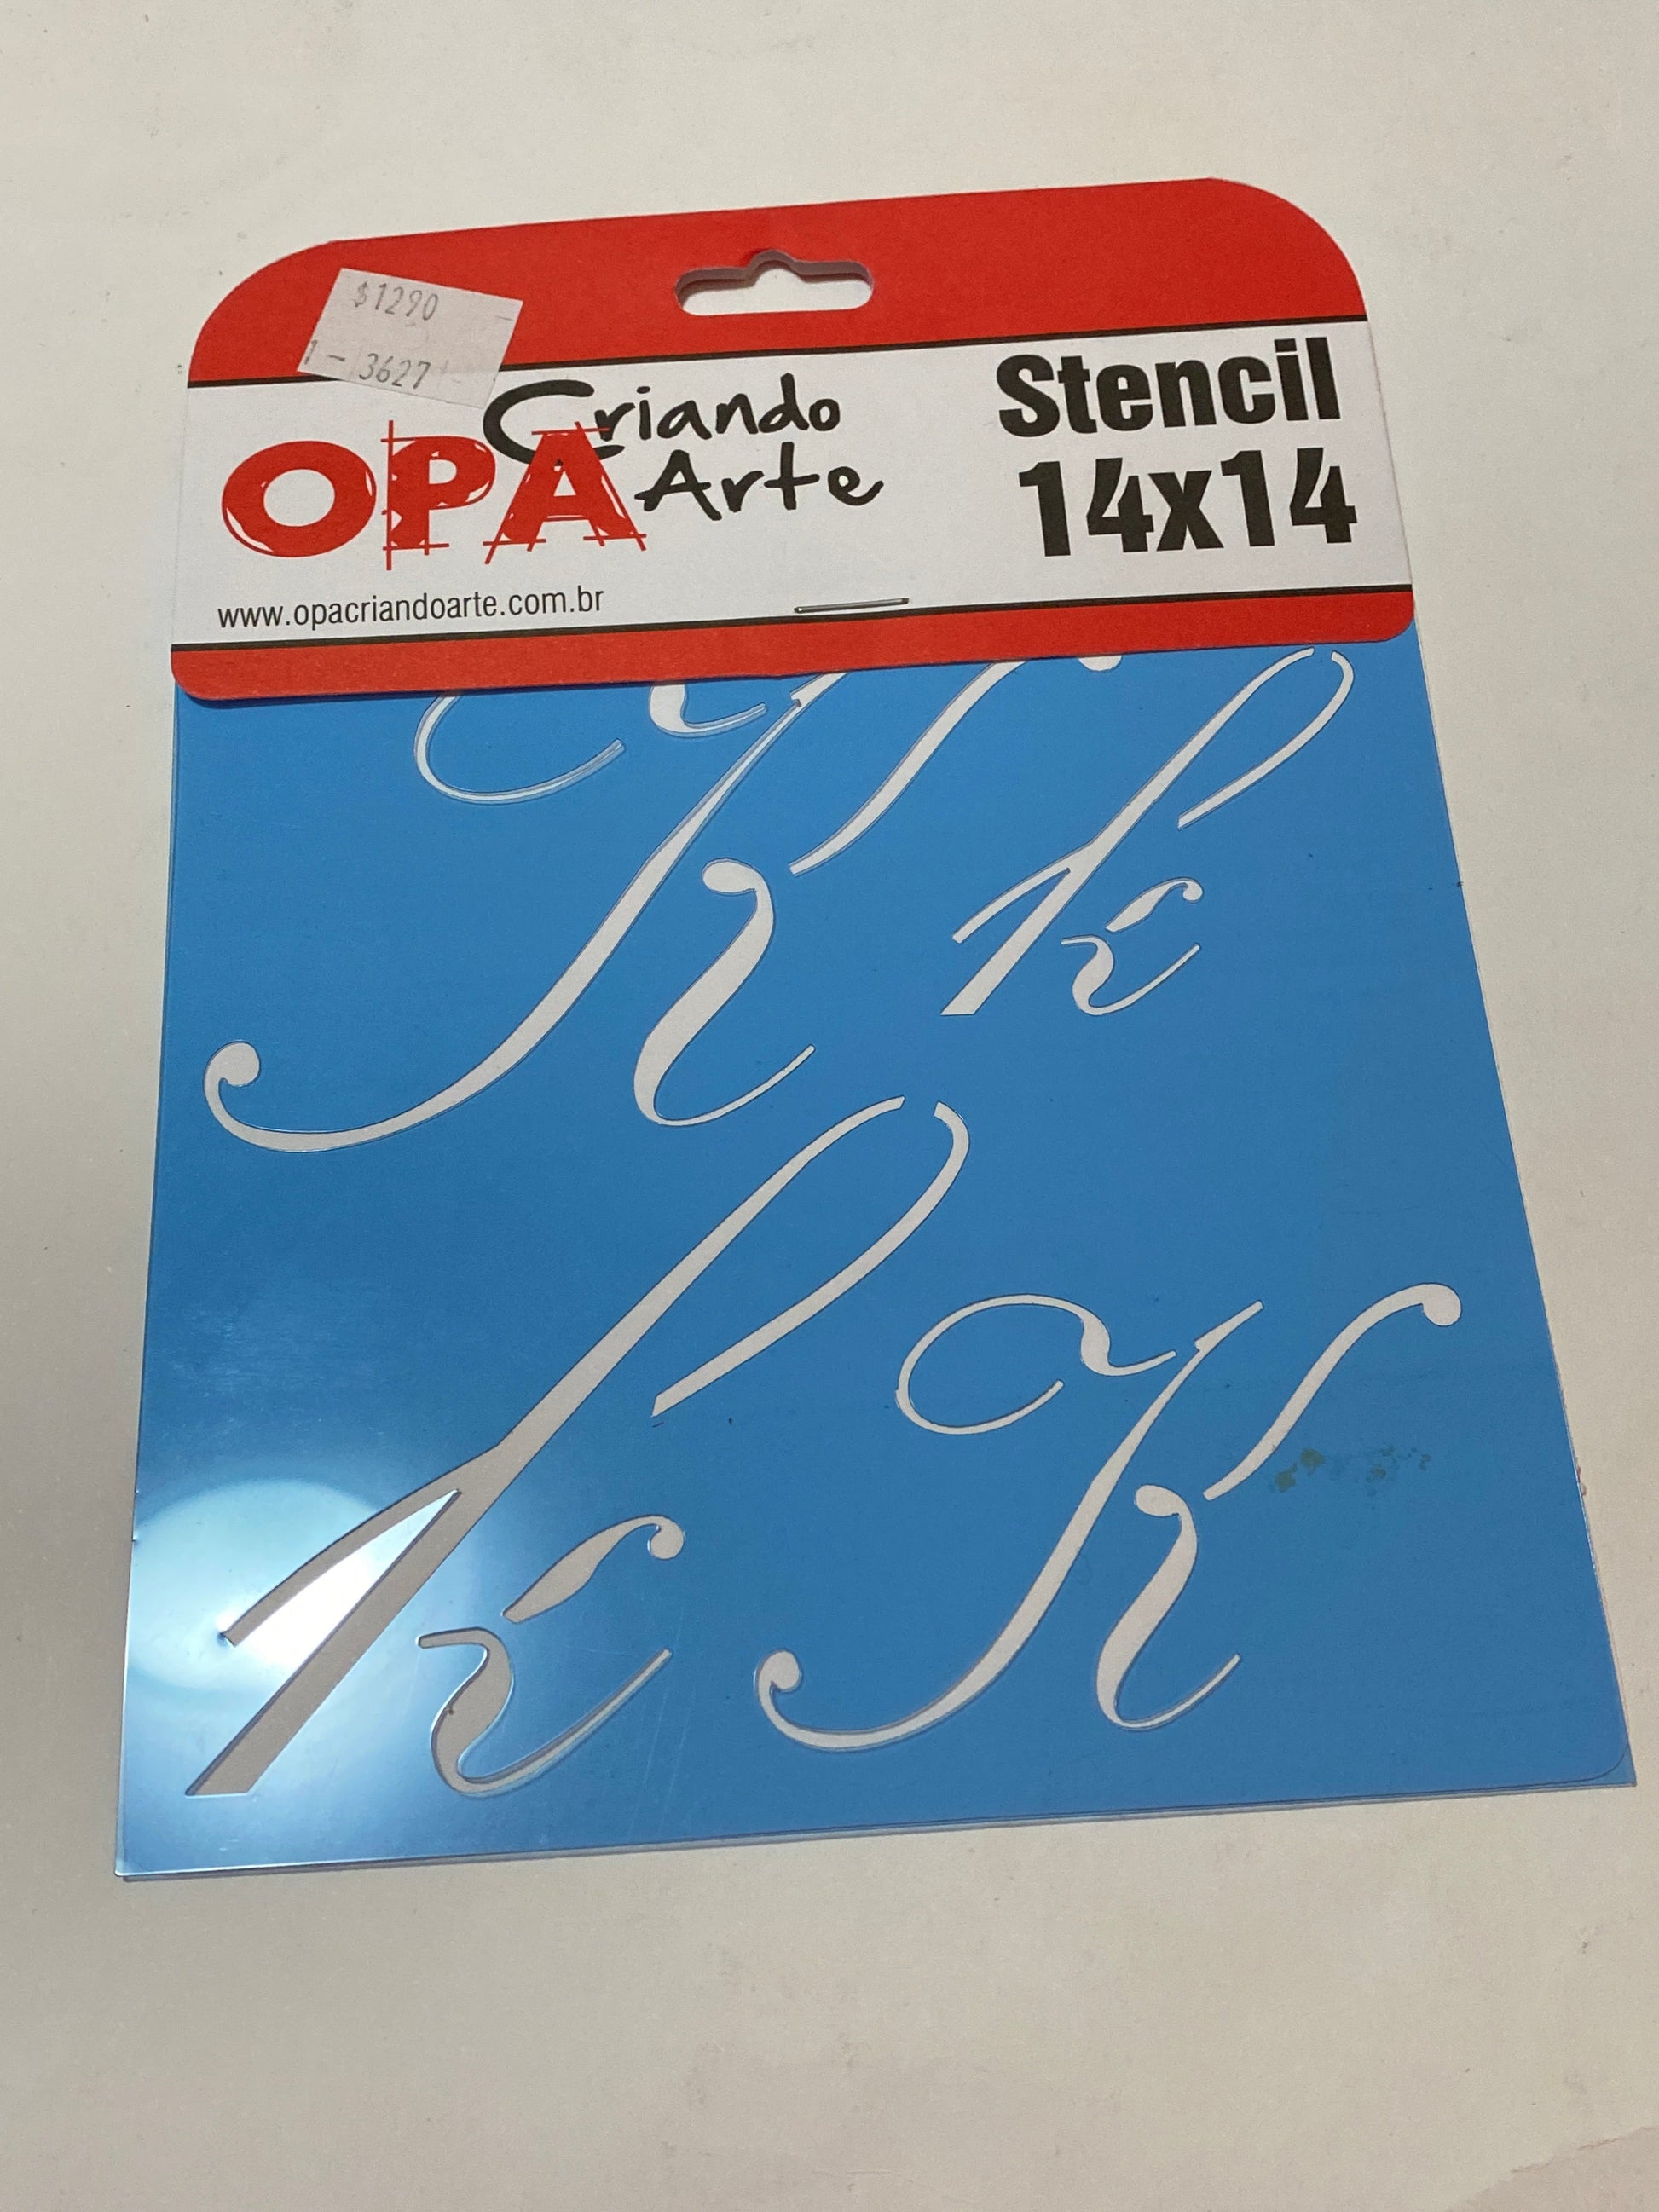 $1290
1 - 3627
Criando
OPA Arte
Stencil
14x14
www.opacriandoarte.com.br
K k
k K